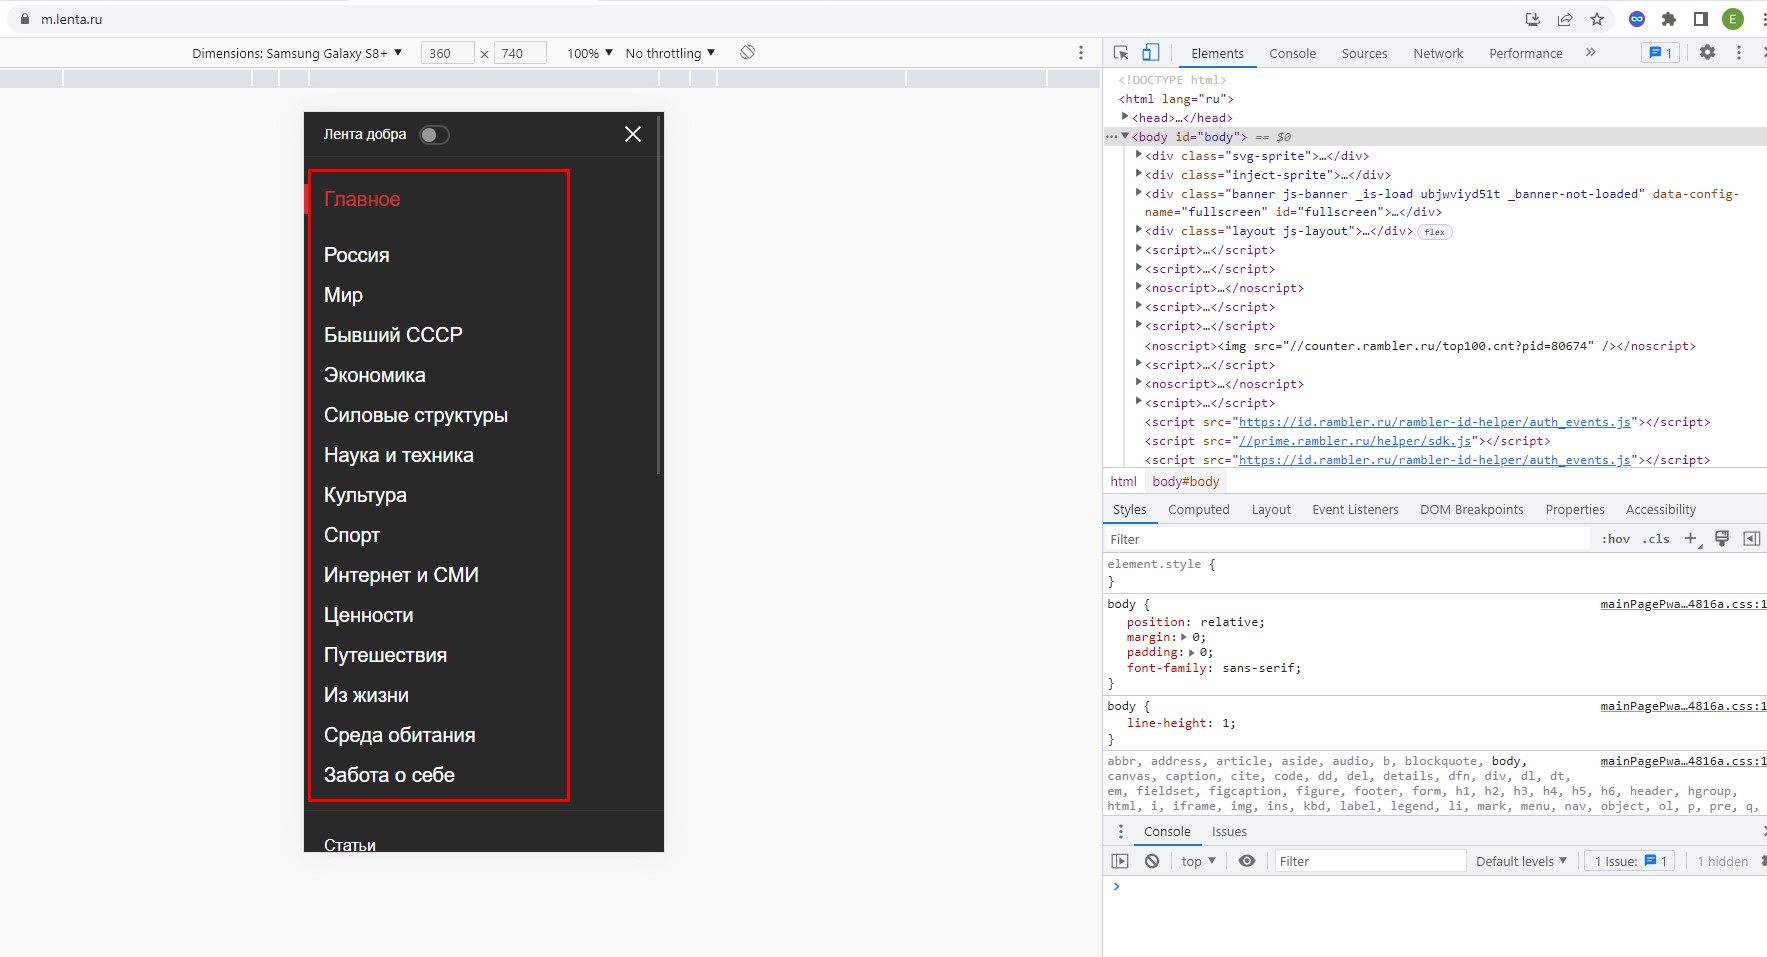 m.lenta.ru
E
Dimensions: Samsung Galaxy S8+ ▼ 360 × 740 100% ▼ No throttling ▼
Elements Console Sources Network Performance » 1
Лента добра
Главное
Россия
Мир
Бывший СССР
Экономика
Силовые структуры
Наука и техника
Культура
Спорт
Интернет и СМИ
Ценности
Путешествия
Из жизни
Среда обитания
Забота о себе
Статьи
<!DOCTYPE html>
<html lang="ru">
<head>…</head>
<body id="body"> == $0
<div class="svg-sprite">…</div>
<div class="inject-sprite">…</div>
<div class="banner js-banner _is-load ubjwviyd51t _banner-not-loaded" data-config-
name="fullscreen" id="fullscreen">…</div>
<div class="layout js-layout">…</div> flex
<script>…</script>
<script>…</script>
<noscript>…</noscript>
<script>…</script>
<script>…</script>
<noscript><img src="//counter.rambler.ru/top100.cnt?pid=80674" /></noscript>
<script>…</script>
<noscript>…</noscript>
<script>…</script>
<script src="https://id.rambler.ru/rambler-id-helper/auth_events.js"></script>
<script src="//prime.rambler.ru/helper/sdk.js"></script>
<script src="https://id.rambler.ru/rambler-id-helper/auth_events.js"></script>
html body#body
Styles Computed Layout Event Listeners DOM Breakpoints Properties Accessibility
Filter :hov .cls +
element.style {
}
body { mainPagePwa…4816a.css:1
position: relative;
margin: 0;
padding: 0;
font-family: sans-serif;
}
body { mainPagePwa…4816a.css:1
line-height: 1;
}
abbr, address, article, aside, audio, b, blockquote, body, mainPagePwa…4816a.css:1
canvas, caption, cite, code, dd, del, details, dfn, div, dl, dt,
em, fieldset, figcaption, figure, footer, form, h1, h2, h3, h4, h5, h6, header, hgroup,
html, i, iframe, img, ins, kbd, label, legend, li, mark, menu, nav, object, ol, p, pre, q,
Console Issues
top ▼ Filter Default levels ▼ 1 Issue: 1 1 hidden